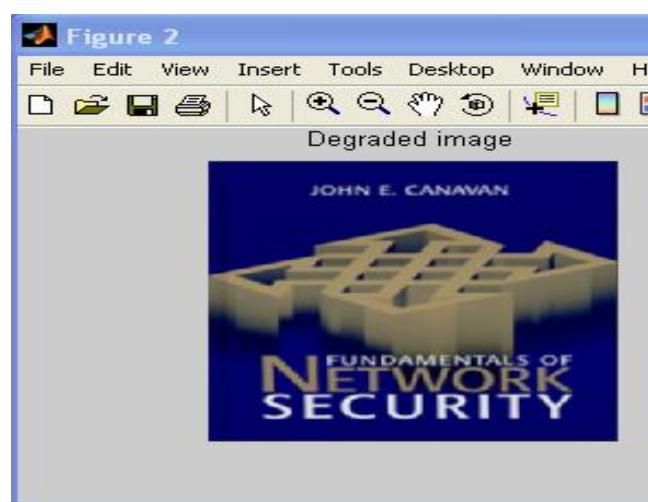 Figure 2
File Edit View Insert Tools Desktop Window H
Degraded image
JOHN E. CANAVAN
FUNDAMENTALS OF
NETWORK
SECURITY